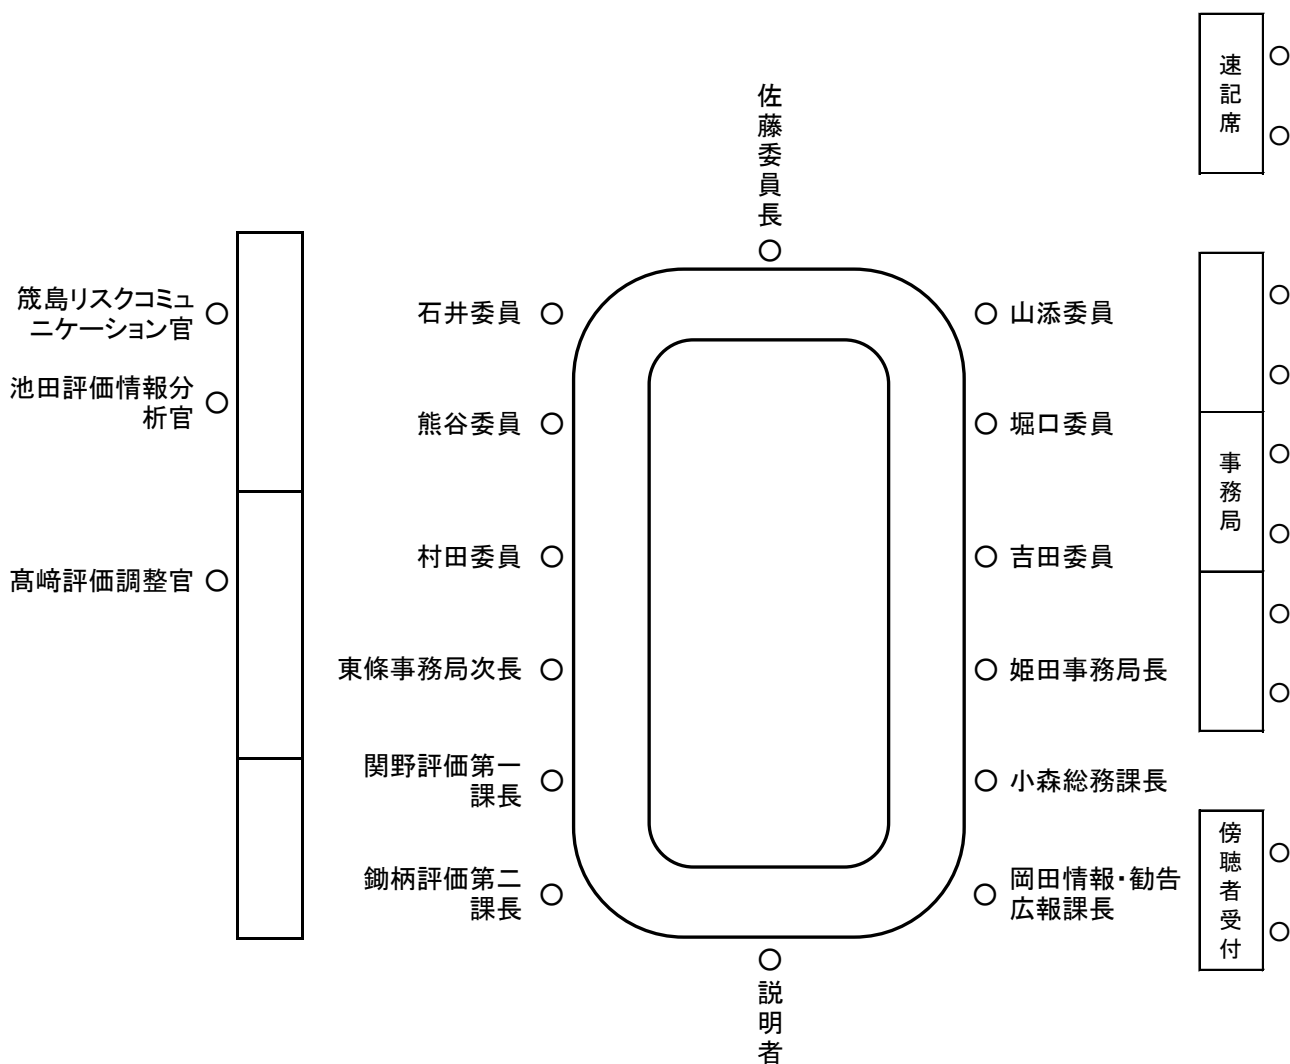 速記席
佐藤委員長
筬島リスクコミュ
ニケーション官
池田評価情報分
析官
髙﨑評価調整官
石井委員
熊谷委員
村田委員
東條事務局次長
関野評価第一
課長
鋤柄評価第二
課長
山添委員
堀口委員
吉田委員
姫田事務局長
小森総務課長
岡田情報・勧告
広報課長
説明者
事務局
傍聴者受付